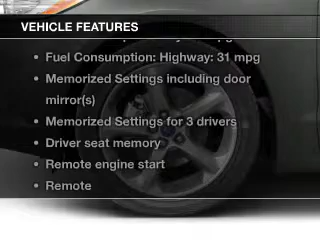 VEHICLE FEATURES
• Fuel Consumption: Highway: 31 mpg
• Memorized Settings including door
mirror(s)
• Memorized Settings for 3 drivers
• Driver seat memory
• Remote engine start
• Remote